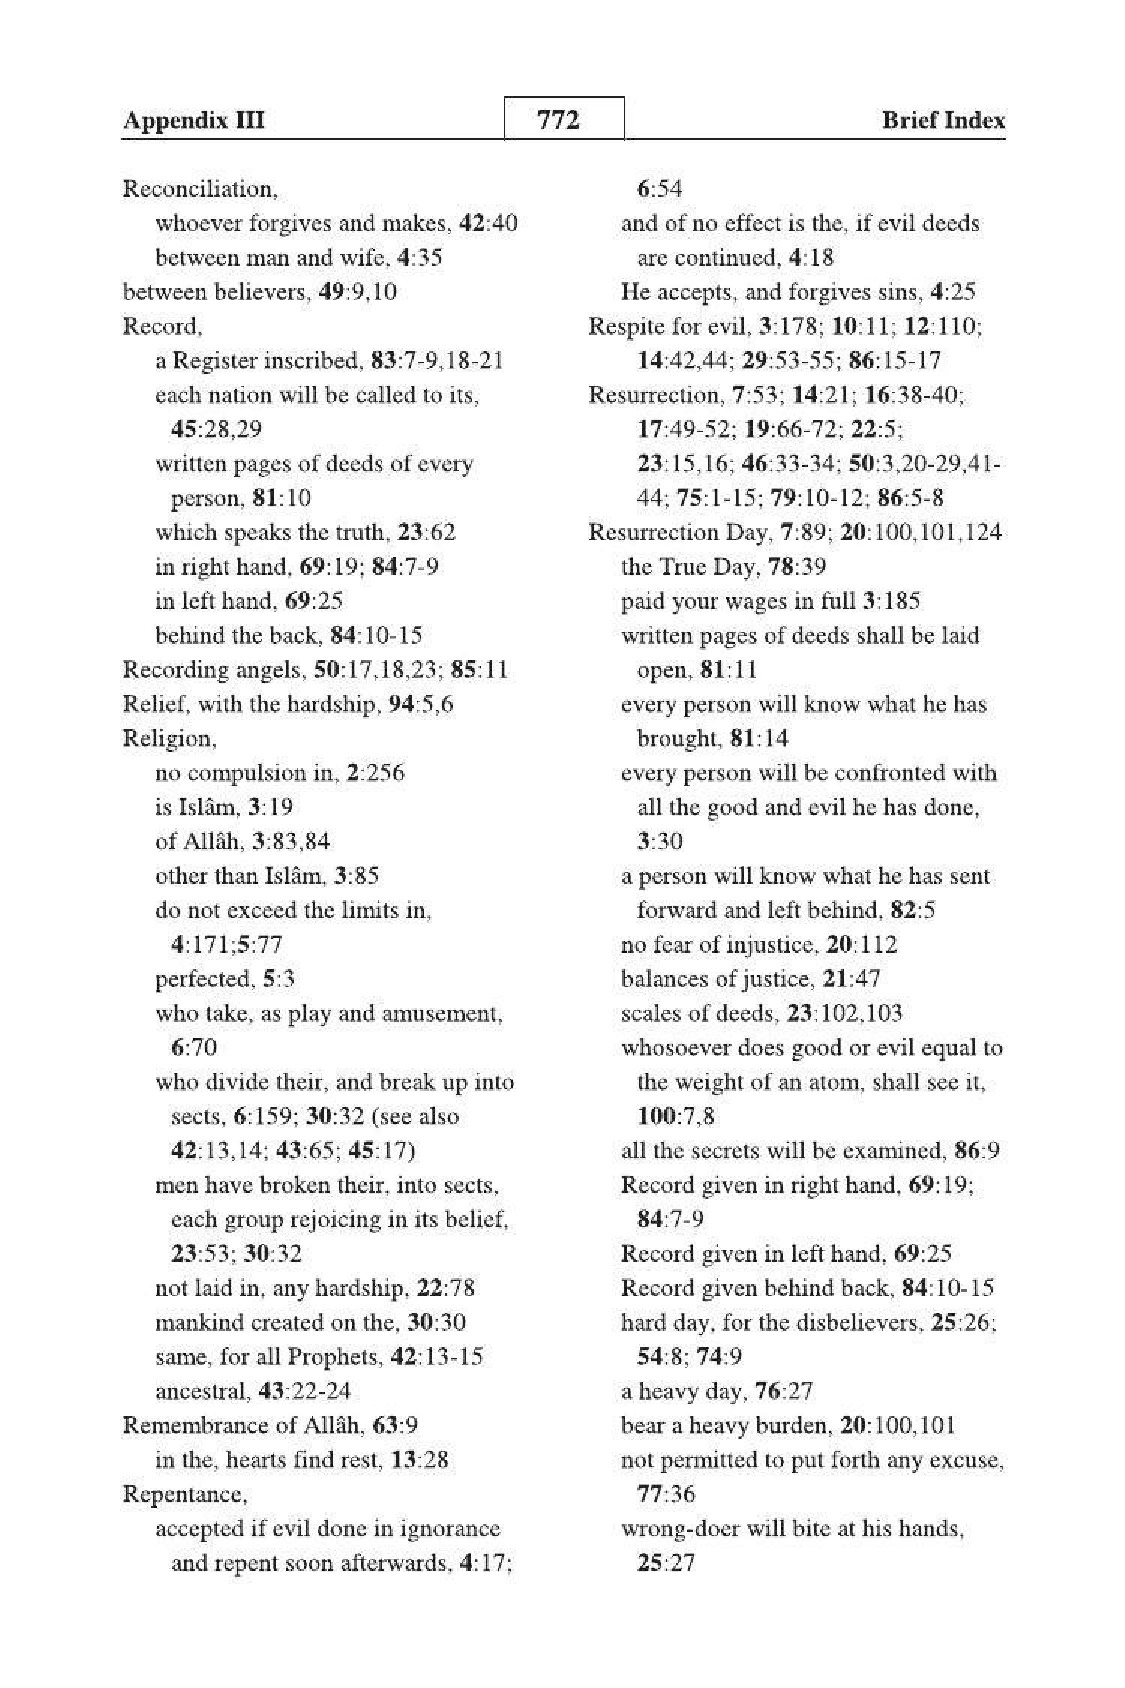 Appendix III 772 Brief Index
Reconciliation,
whoever forgives and makes, 42:40
between man and wife, 4:35
between believers, 49:9,10
Record,
a Register inscribed, 83:7-9,18-21
each nation will be called to its,
45:28,29
written pages of deeds of every
person, 81:10
which speaks the truth, 23:62
in right hand, 69:19; 84:7-9
in left hand, 69:25
behind the back, 84:10-15
Recording angels, 50:17,18,23; 85:11
Relief, with the hardship, 94:5,6
Religion,
no compulsion in, 2:256
is Islâm, 3:19
of Allâh, 3:83,84
other than Islâm, 3:85
do not exceed the limits in,
4:171;5:77
perfected, 5:3
who take, as play and amusement,
6:70
who divide their, and break up into
sects, 6:159; 30:32 (see also
42:13,14; 43:65; 45:17)
men have broken their, into sects,
each group rejoicing in its belief,
23:53; 30:32
not laid in, any hardship, 22:78
mankind created on the, 30:30
same, for all Prophets, 42:13-15
ancestral, 43:22-24
Remembrance of Allâh, 63:9
in the, hearts find rest, 13:28
Repentance,
accepted if evil done in ignorance
and repent soon afterwards, 4:17;
6:54
and of no effect is the, if evil deeds
are continued, 4:18
He accepts, and forgives sins, 4:25
Respite for evil, 3:178; 10:11; 12:110;
14:42,44; 29:53-55; 86:15-17
Resurrection, 7:53; 14:21; 16:38-40;
17:49-52; 19:66-72; 22:5;
23:15,16; 46:33-34; 50:3,20-29,41-
44; 75:1-15; 79:10-12; 86:5-8
Resurrection Day, 7:89; 20:100,101,124
the True Day, 78:39
paid your wages in full 3:185
written pages of deeds shall be laid
open, 81:11
every person will know what he has
brought, 81:14
every person will be confronted with
all the good and evil he has done,
3:30
a person will know what he has sent
forward and left behind, 82:5
no fear of injustice, 20:112
balances of justice, 21:47
scales of deeds, 23:102,103
whosoever does good or evil equal to
the weight of an atom, shall see it,
100:7,8
all the secrets will be examined, 86:9
Record given in right hand, 69:19;
84:7-9
Record given in left hand, 69:25
Record given behind back, 84:10-15
hard day, for the disbelievers, 25:26;
54:8; 74:9
a heavy day, 76:27
bear a heavy burden, 20:100,101
not permitted to put forth any excuse,
77:36
wrong-doer will bite at his hands,
25:27